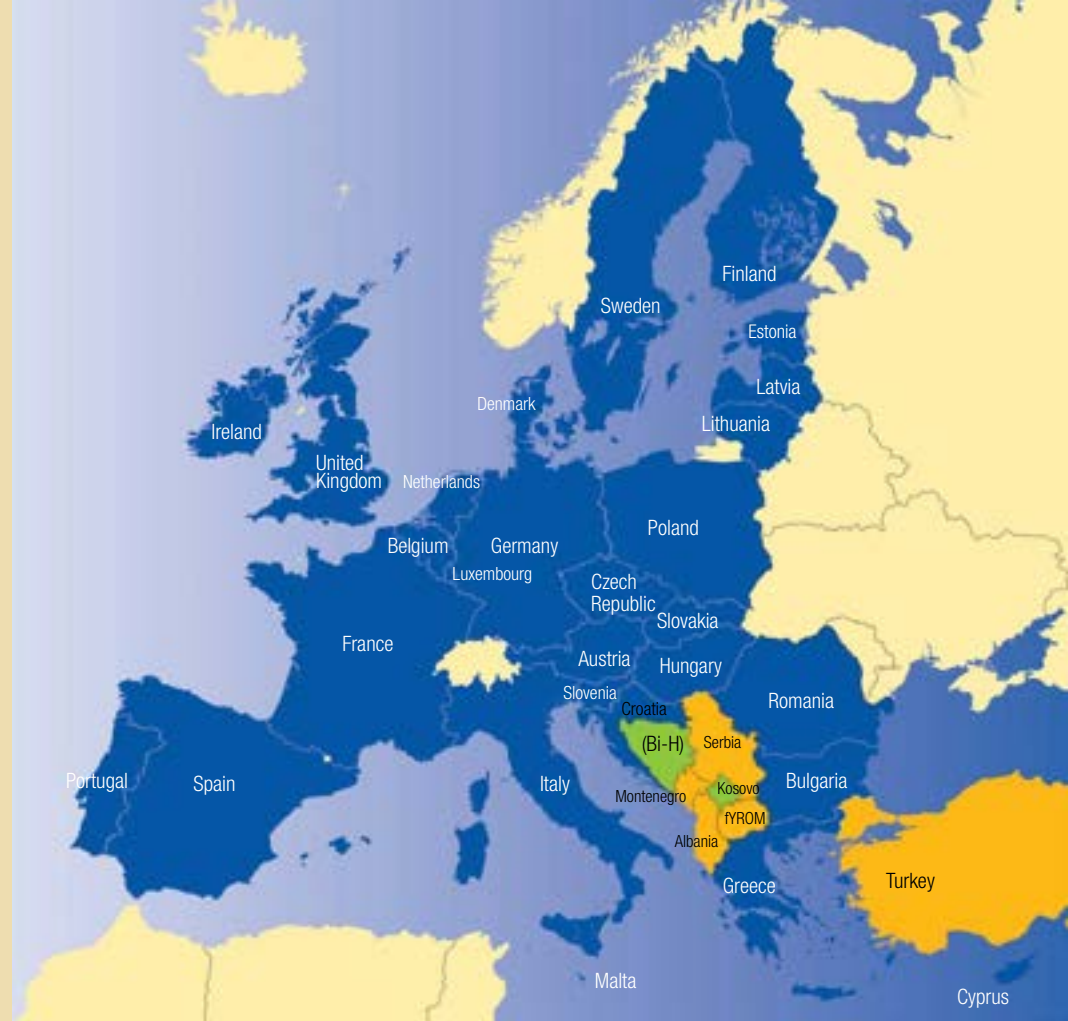 Finland
Sweden
Estonia
Latvia
Denmark
Lithuania
Ireland
United
Kingdom
Netherlands
Poland
Belgium
Germany
Luxembourg
Czech
Republic
Slovakia
France
Austria
Hungary
Slovenia
Romania
Croatia
(Bi-H)
Serbia
Portugal
Spain
Italy
Bulgaria
Kosovo
Montenegro
fYROM
Albania
Turkey
Greece
Malta
Cyprus